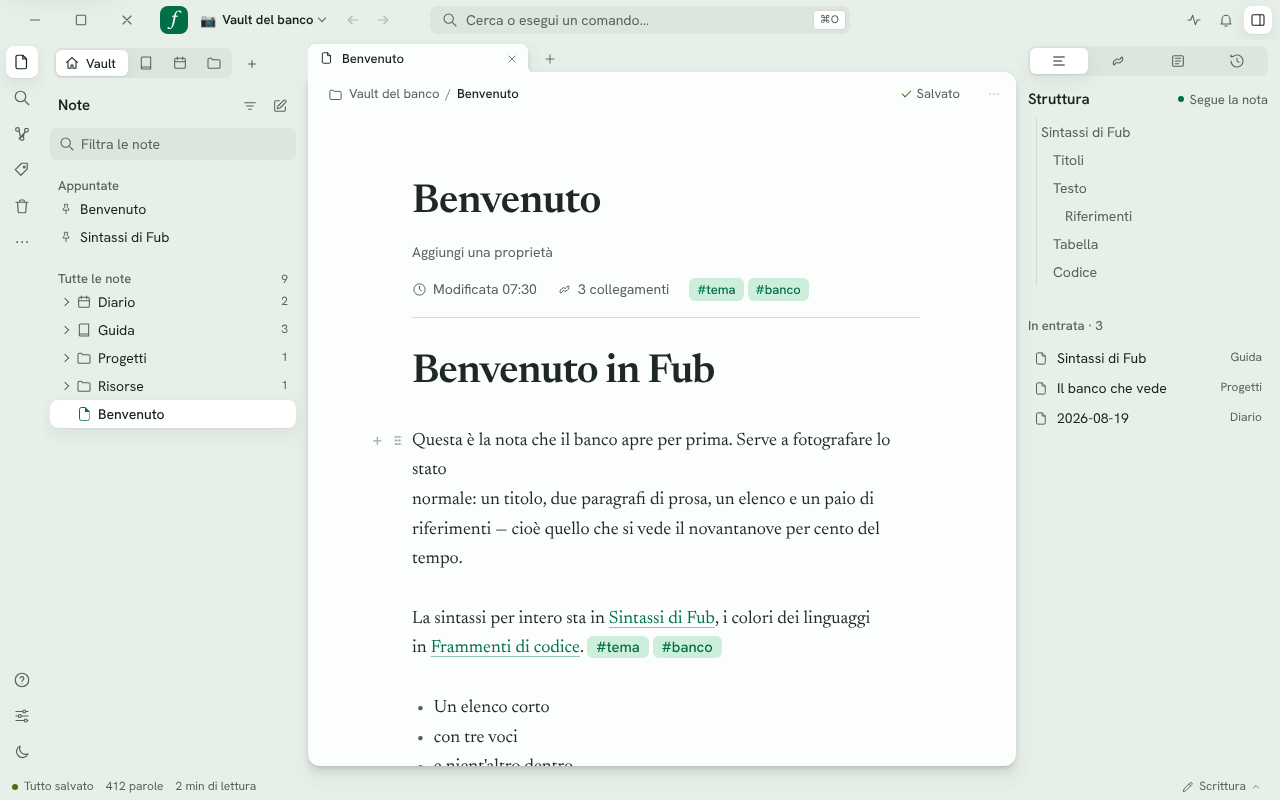 f
Vault del banco
Cerca o esegui un comando…
⌘O
Vault
Note
Filtra le note
Appuntate
Benvenuto
Sintassi di Fub
Tutte le note 9
Diario 2
Guida 3
Progetti 1
Risorse 1
Benvenuto
Benvenuto
Vault del banco / Benvenuto
Salvato
Benvenuto
Aggiungi una proprietà
Modificata 07:30 3 collegamenti #tema #banco
Benvenuto in Fub
Questa è la nota che il banco apre per prima. Serve a fotografare lo
stato
normale: un titolo, due paragrafi di prosa, un elenco e un paio di
riferimenti — cioè quello che si vede il novantanove per cento del
tempo.
La sintassi per intero sta in Sintassi di Fub, i colori dei linguaggi
in Frammenti di codice. #tema #banco
• Un elenco corto
• con tre voci
• e nient'altro dentro
Struttura
Segue la nota
Sintassi di Fub
Titoli
Testo
Riferimenti
Tabella
Codice
In entrata · 3
Sintassi di Fub Guida
Il banco che vede Progetti
2026-08-19 Diario
Tutto salvato 412 parole 2 min di lettura
Scrittura